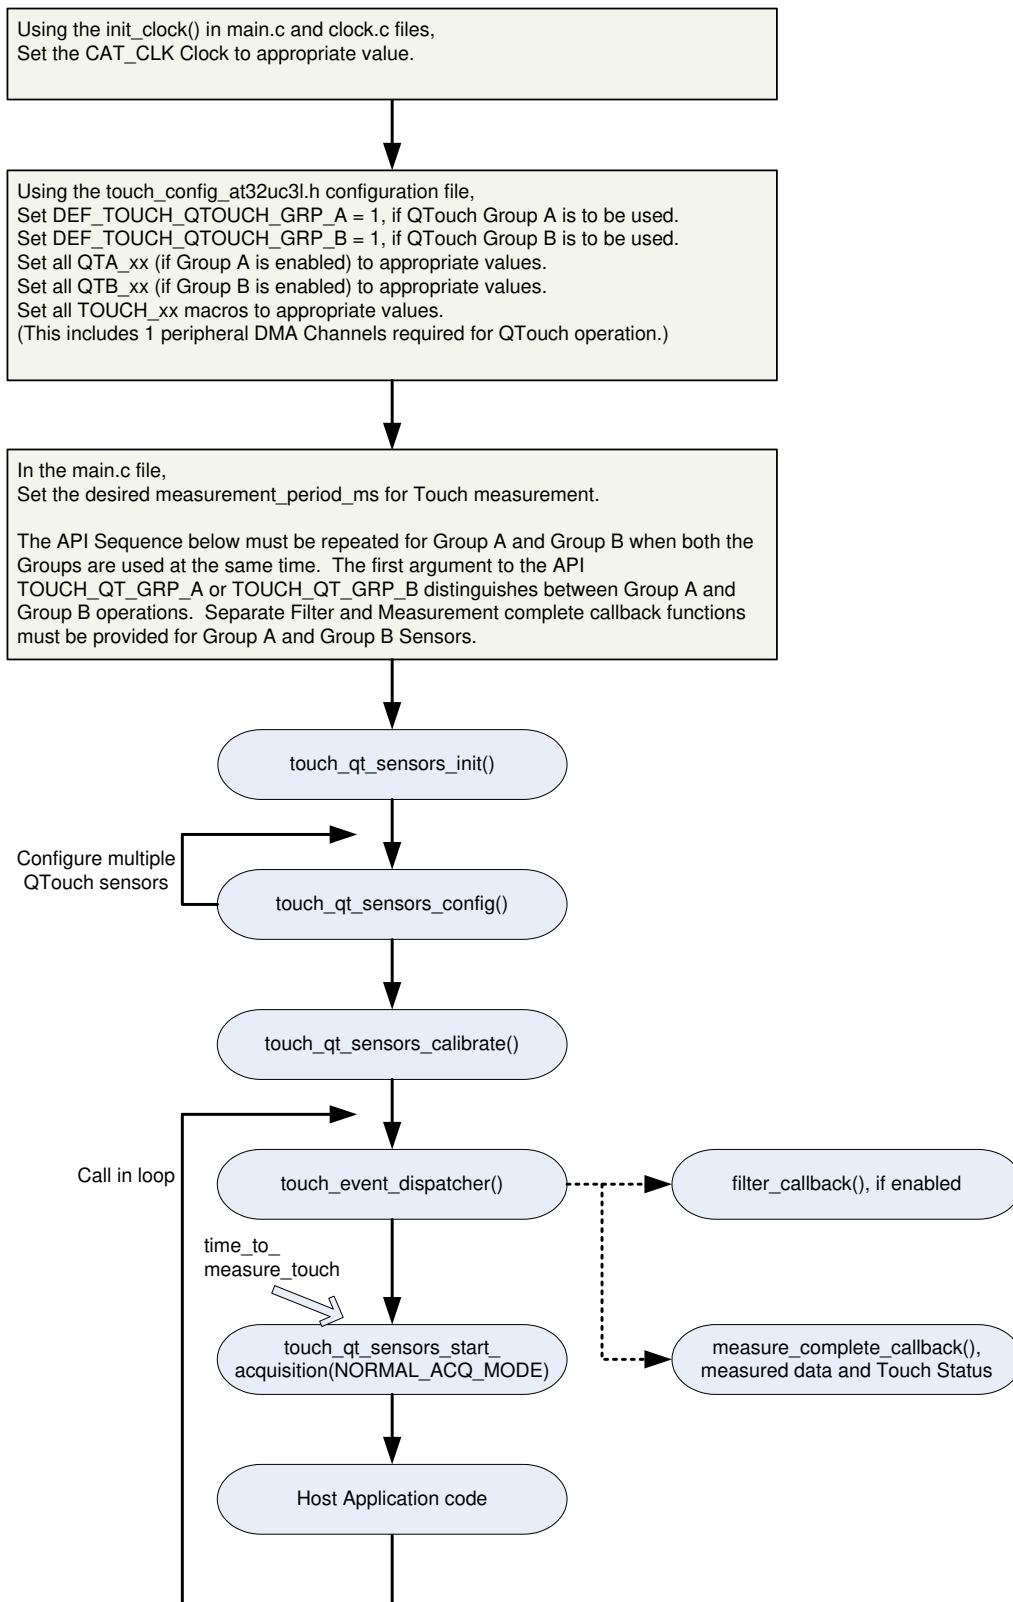 Using the init_clock() in main.c and clock.c files,
Set the CAT_CLK Clock to appropriate value.
Using the touch_config_at32uc3l.h configuration file,
Set DEF_TOUCH_QTOUCH_GRP_A = 1, if QTouch Group A is to be used.
Set DEF_TOUCH_QTOUCH_GRP_B = 1, if QTouch Group B is to be used.
Set all QTA_xx (if Group A is enabled) to appropriate values.
Set all QTB_xx (if Group B is enabled) to appropriate values.
Set all TOUCH_xx macros to appropriate values.
(This includes 1 peripheral DMA Channels required for QTouch operation.)
In the main.c file,
Set the desired measurement_period_ms for Touch measurement.
The API Sequence below must be repeated for Group A and Group B when both the
Groups are used at the same time.  The first argument to the API
TOUCH_QT_GRP_A or TOUCH_QT_GRP_B distinguishes between Group A and
Group B operations.  Separate Filter and Measurement complete callback functions
must be provided for Group A and Group B Sensors.
touch_qt_sensors_init()
Configure multiple
QTouch sensors
touch_qt_sensors_config()
touch_qt_sensors_calibrate()
Call in loop
touch_event_dispatcher()
filter_callback(), if enabled
time_to_
measure_touch
touch_qt_sensors_start_
acquisition(NORMAL_ACQ_MODE)
measure_complete_callback(),
measured data and Touch Status
Host Application code